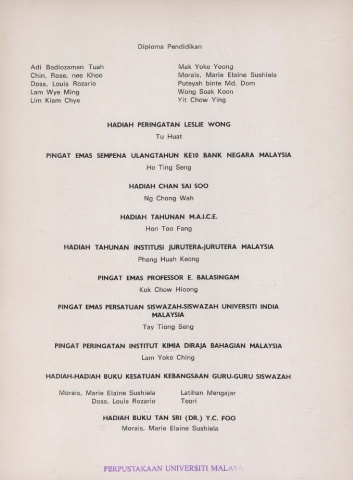 Diploma Pendidikan
Adi Badiozaman Tuah
Chin, Rose, nee Khoo
Doss, Louis Rozario
Lam Wye Ming
Lim Kiam Chye
Mak Yoke Yoong
Morais, Marie Elaine Sushiela
Puteyah binte Md. Dom
Wong Soak Koon
Yit Chow Ying
HADIAH PERINGATAN LESLIE WONG
Tu Huat
PINGAT EMAS SEMPENA ULANGTAHUN KE10 BANK NEGARA MALAYSIA
Ho Ting Seng
HADIAH CHAN SAI SOO
Ng Chong Wah
HADIAH TAHUNAN M.A.I.C.E.
Hon Too Fang
HADIAH TAHUNAN INSTITUSI JURUTERA-JURUTERA MALAYSIA
Phang Huah Keong
PINGAT EMAS PROFESSOR E. BALASINGAM
Kok Chow Hioong
PINGAT EMAS PERSATUAN SISWAZAH-SISWAZAH UNIVERSITI INDIA
MALAYSIA
Tay Tiong Seng
PINGAT PERINGATAN INSTITUT KIMIA DIRAJA BAHAGIAN MALAYSIA
Lam Yoke Ching
HADIAH-HADIAH BUKU KESATUAN KEBANGSAAN GURU-GURU SISWAZAH
Morais, Marie Elaine Sushiela Latihan Mengajar
Doss, Louis Rozario Teori
HADIAH BUKU TAN SRI (DR.) Y.C. FOO
Morais, Marie Elaine Sushiela
PERPUSTAKAAN UNIVERSITI MALAYA